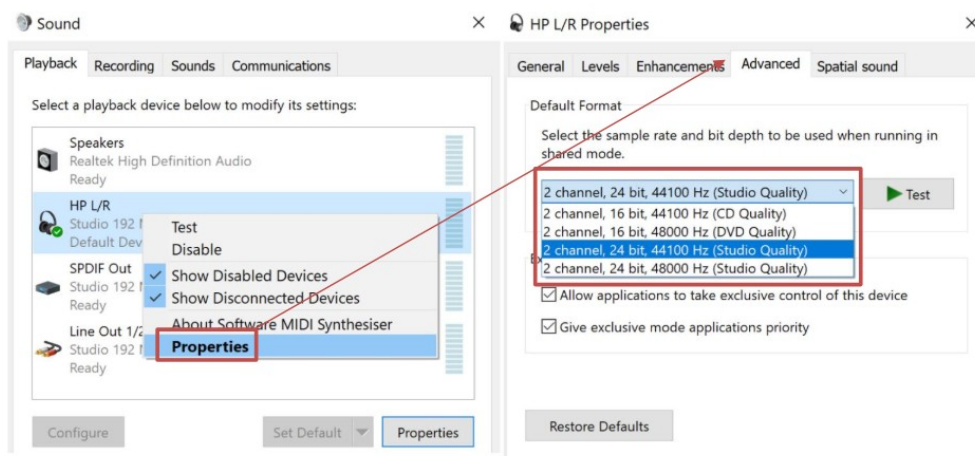 Sound
Playback Recording Sounds Communications
Select a playback device below to modify its settings:
Speakers
Realtek High Definition Audio
Ready
HP L/R
Studio 192
Default Dev
SPDIF Out
Studio 192
Ready
Line Out 1/2
Studio 192
Ready
Test
Disable
Show Disabled Devices
Show Disconnected Devices
About Software MIDI Synthesiser
Properties
Configure Set Default Properties
HP L/R Properties
General Levels Enhancements Advanced Spatial sound
Default Format
Select the sample rate and bit depth to be used when running in
shared mode.
2 channel, 24 bit, 44100 Hz (Studio Quality) Test
2 channel, 16 bit, 44100 Hz (CD Quality)
2 channel, 16 bit, 48000 Hz (DVD Quality)
2 channel, 24 bit, 44100 Hz (Studio Quality)
2 channel, 24 bit, 48000 Hz (Studio Quality)
Allow applications to take exclusive control of this device
Give exclusive mode applications priority
Restore Defaults